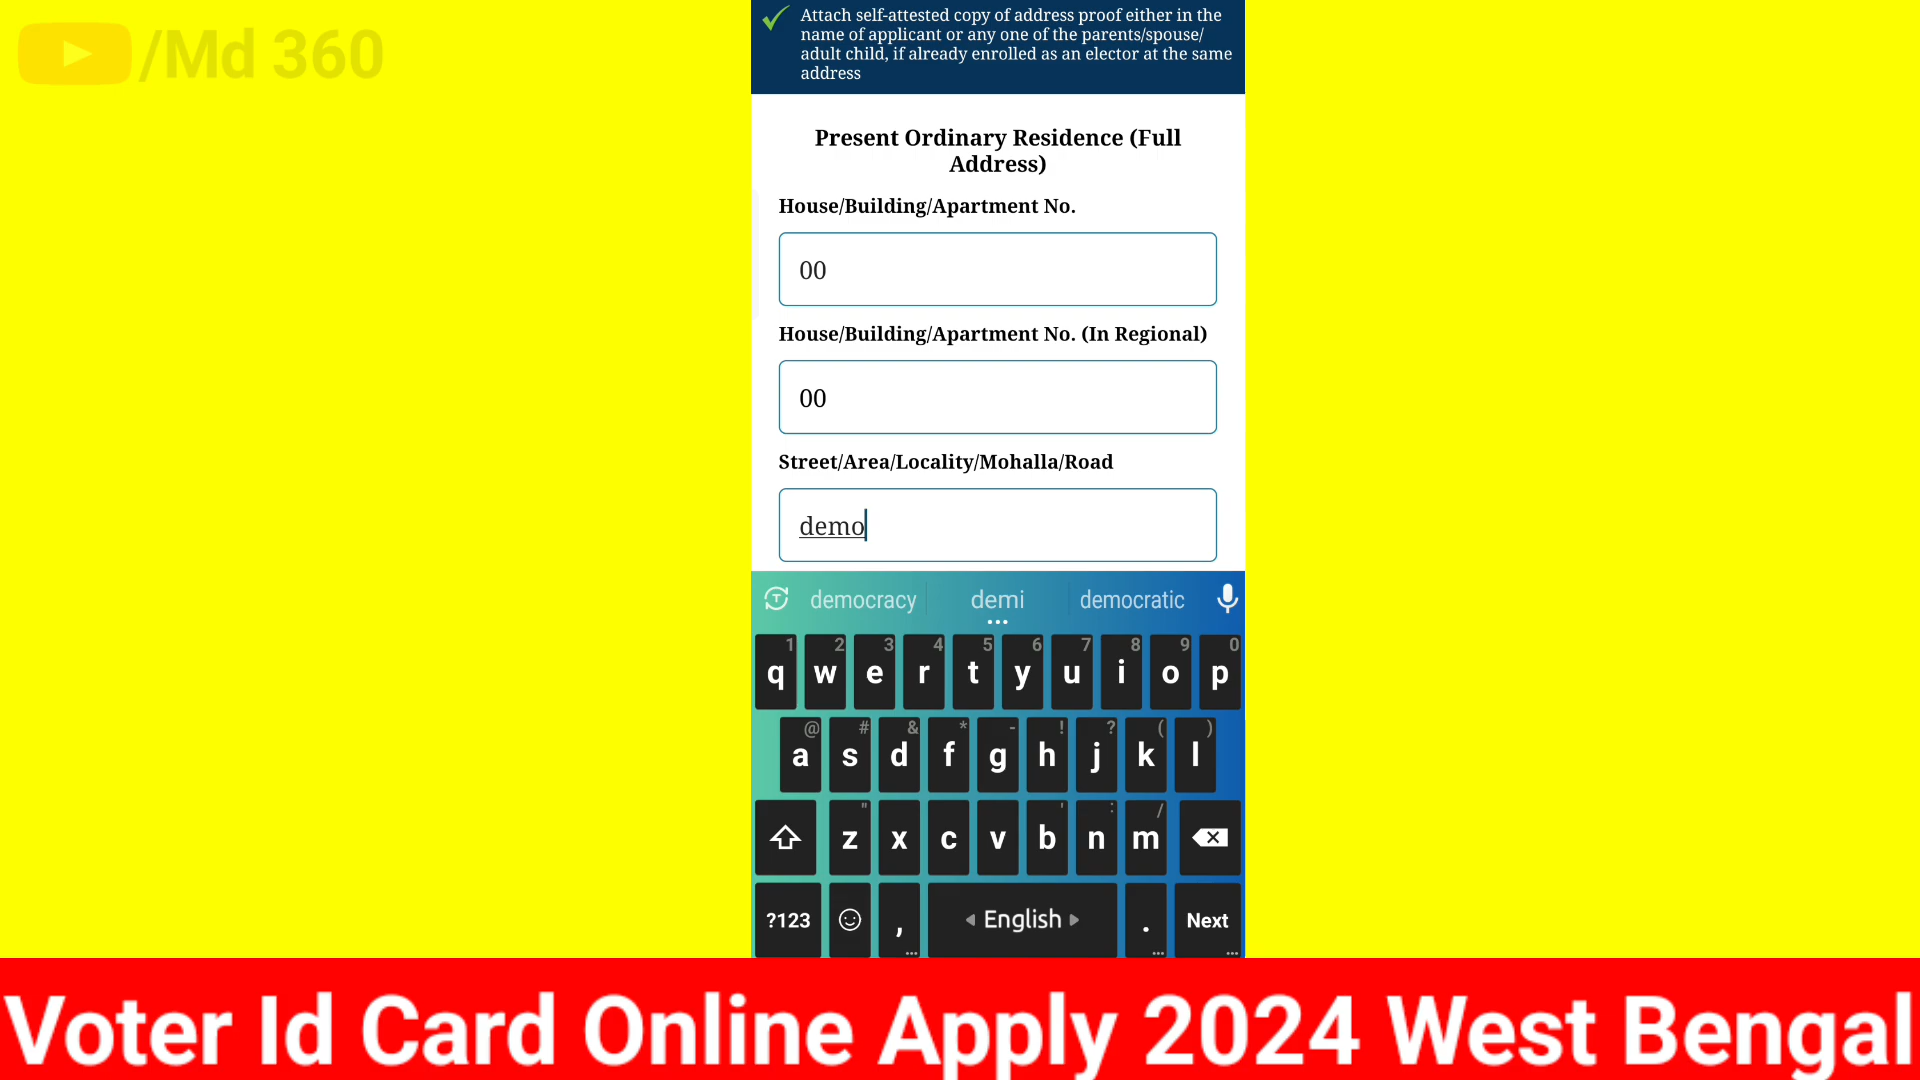 /Md 360
Attach self-attested copy of address proof either in the
name of applicant or any one of the parents/spouse/
adult child, if already enrolled as an elector at the same
address
Present Ordinary Residence (Full
Address)
House/Building/Apartment No.
00
House/Building/Apartment No. (In Regional)
00
Street/Area/Locality/Mohalla/Road
demo
democracy demi democratic
1 2 3 4 5 6 7 8 9 0
q w e r t y u i o p
@ # & * - ! ? ( )
a s d f g h j k l
" ' : /
z x c v b n m
?123 , English . Next
Voter Id Card Online Apply 2024 West Bengal